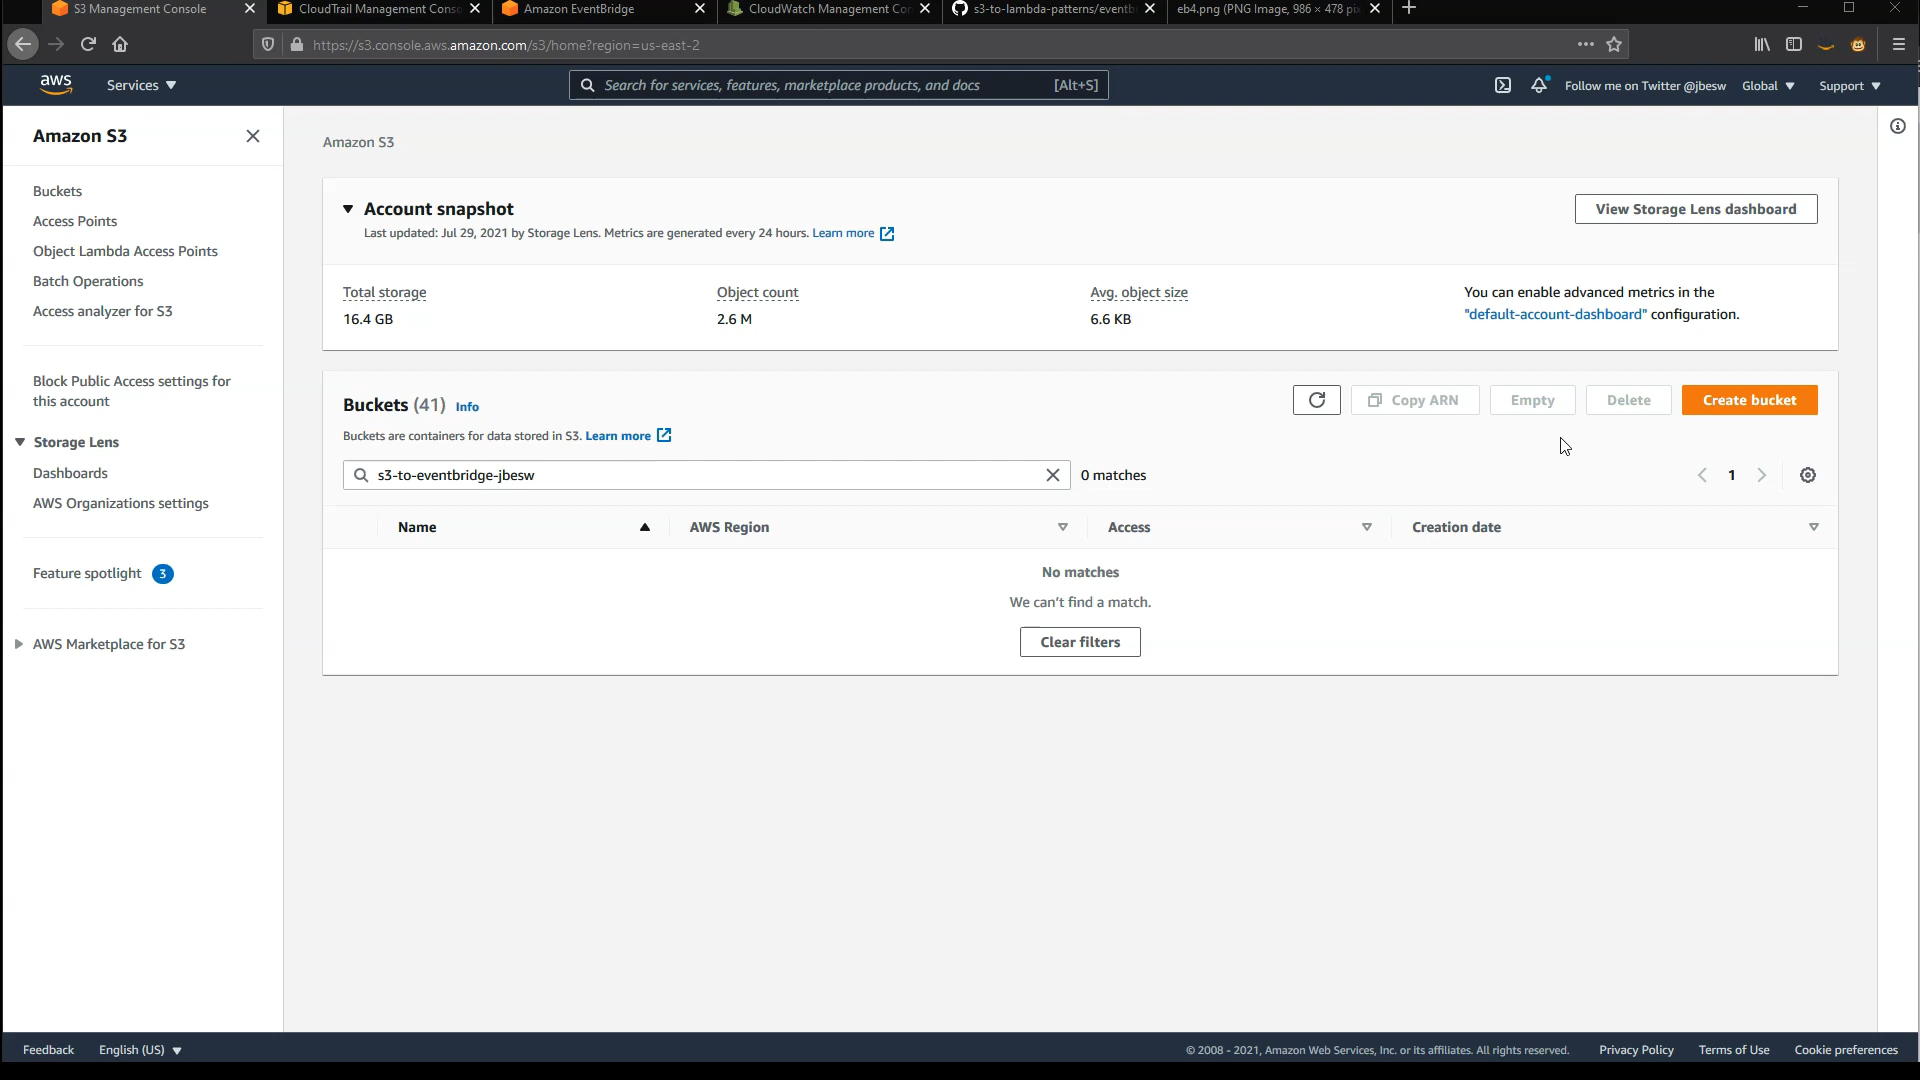 S3 Management Console
CloudTrail Management Conso
Amazon EventBridge
CloudWatch Management Co
s3-to-lambda-patterns/eventb
eb4.png (PNG Image, 986 × 478 pi
https://s3.console.aws.amazon.com/s3/home?region=us-east-2
aws
Services
Search for services, features, marketplace products, and docs
[Alt+S]
Follow me on Twitter @jbesw
Global
Support
Amazon S3
Buckets
Access Points
Object Lambda Access Points
Batch Operations
Access analyzer for S3
Block Public Access settings for
this account
Storage Lens
Dashboards
AWS Organizations settings
Feature spotlight 3
AWS Marketplace for S3
Amazon S3
Account snapshot
Last updated: Jul 29, 2021 by Storage Lens. Metrics are generated every 24 hours. Learn more
View Storage Lens dashboard
Total storage
16.4 GB
Object count
2.6 M
Avg. object size
6.6 KB
You can enable advanced metrics in the
"default-account-dashboard" configuration.
Buckets (41) Info
Buckets are containers for data stored in S3. Learn more
Copy ARN
Empty
Delete
Create bucket
s3-to-eventbridge-jbesw
0 matches
1
Name
AWS Region
Access
Creation date
No matches
We can't find a match.
Clear filters
Feedback
English (US)
© 2008 - 2021, Amazon Web Services, Inc. or its affiliates. All rights reserved.
Privacy Policy
Terms of Use
Cookie preferences